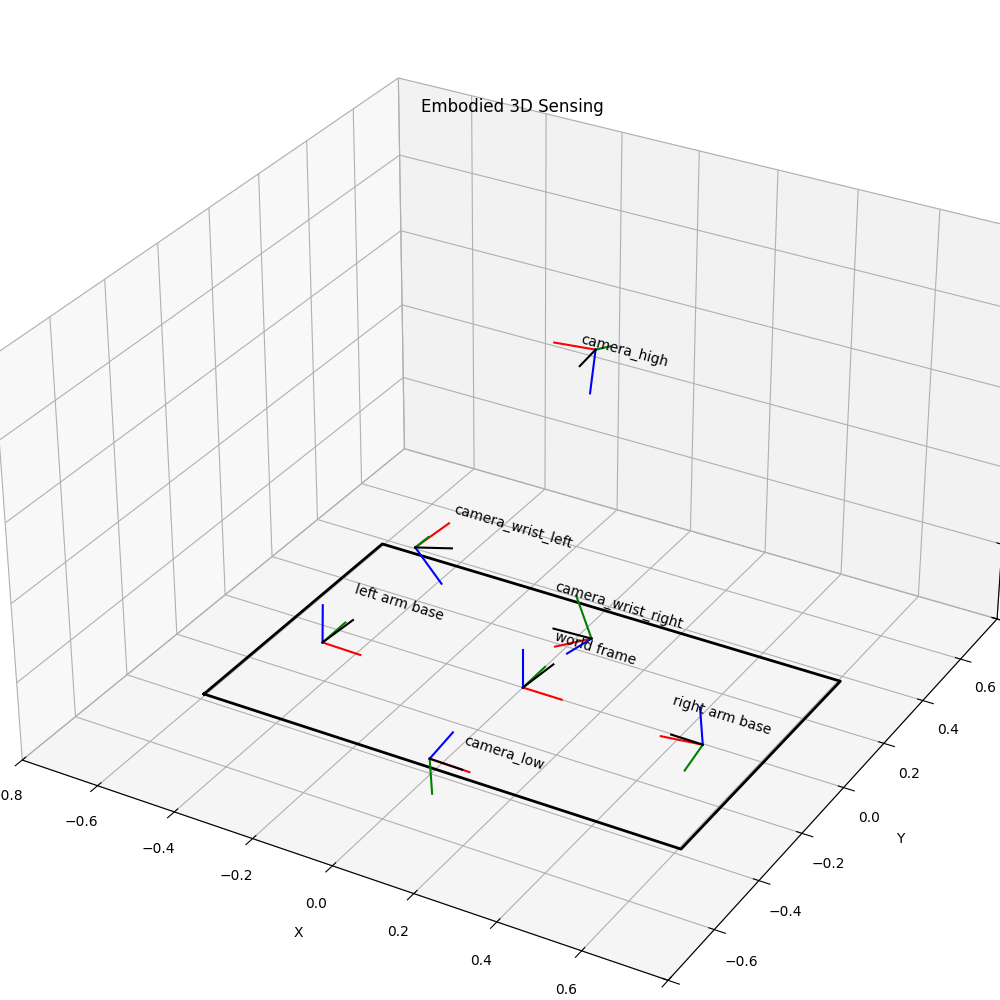 Embodied 3D Sensing
camera_high
camera_wrist_left
camera_wrist_right
left arm base
world frame
right arm base
camera_low
0.8
−0.6
−0.4
−0.2
0.0
0.2
0.4
0.6
X
−0.6
−0.4
−0.2
0.0
0.2
0.4
0.6
Y